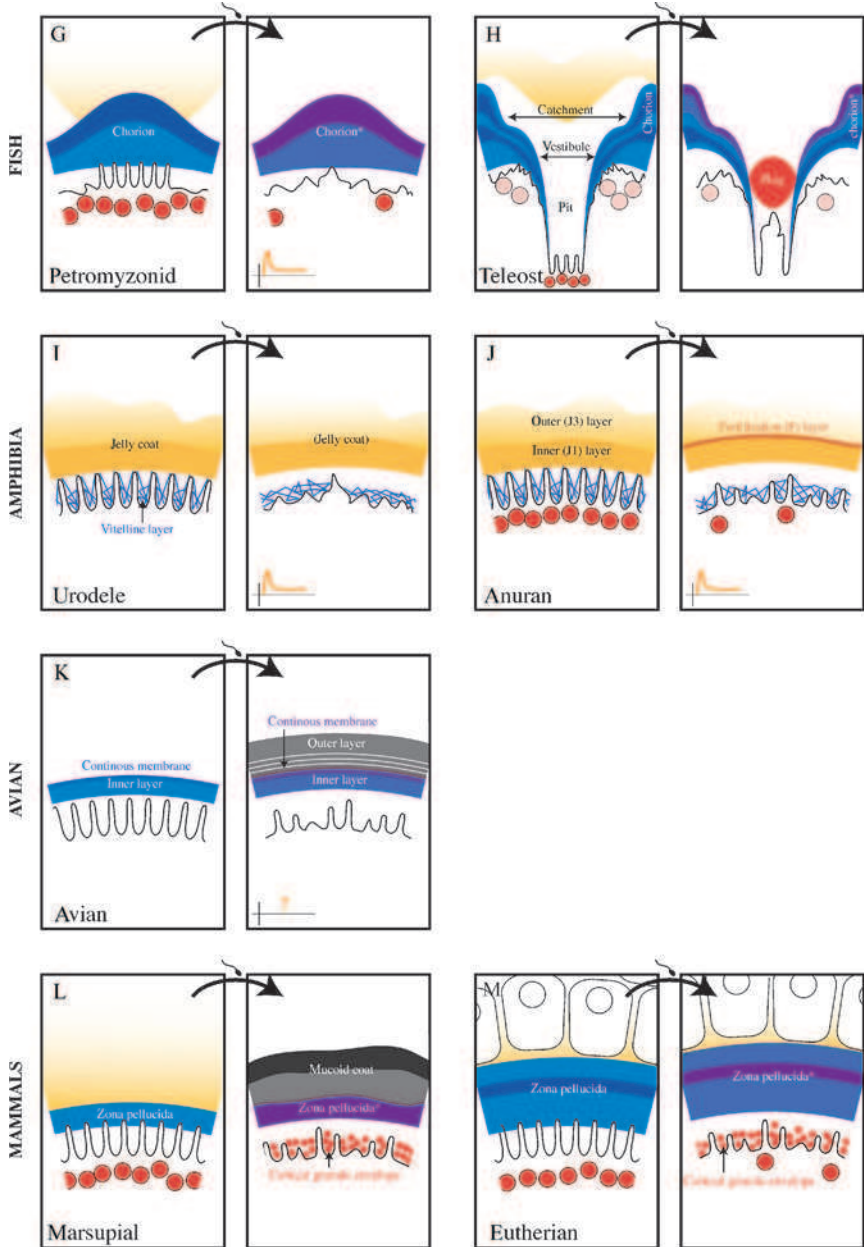 FISH
G
Chorion
Chorion*
Petromyzonid
H
Catchment
Vestibule
Pit
Chorion
chorion*
Teleost
AMPHIBIA
I
Jelly coat
(Jelly coat)
Vitelline layer
Urodele
J
Outer (J3) layer
Inner (J1) layer
Fertilization (F) layer
Anuran
AVIAN
K
Continous membrane
Inner layer
Continous membrane
Outer layer
Inner layer
Avian
MAMMALS
L
Zona pellucida
Mucoid coat
Zona pellucida*
Cortical granule envelope
Marsupial
M
Zona pellucida
Zona pellucida*
Cortical granule envelope
Eutherian